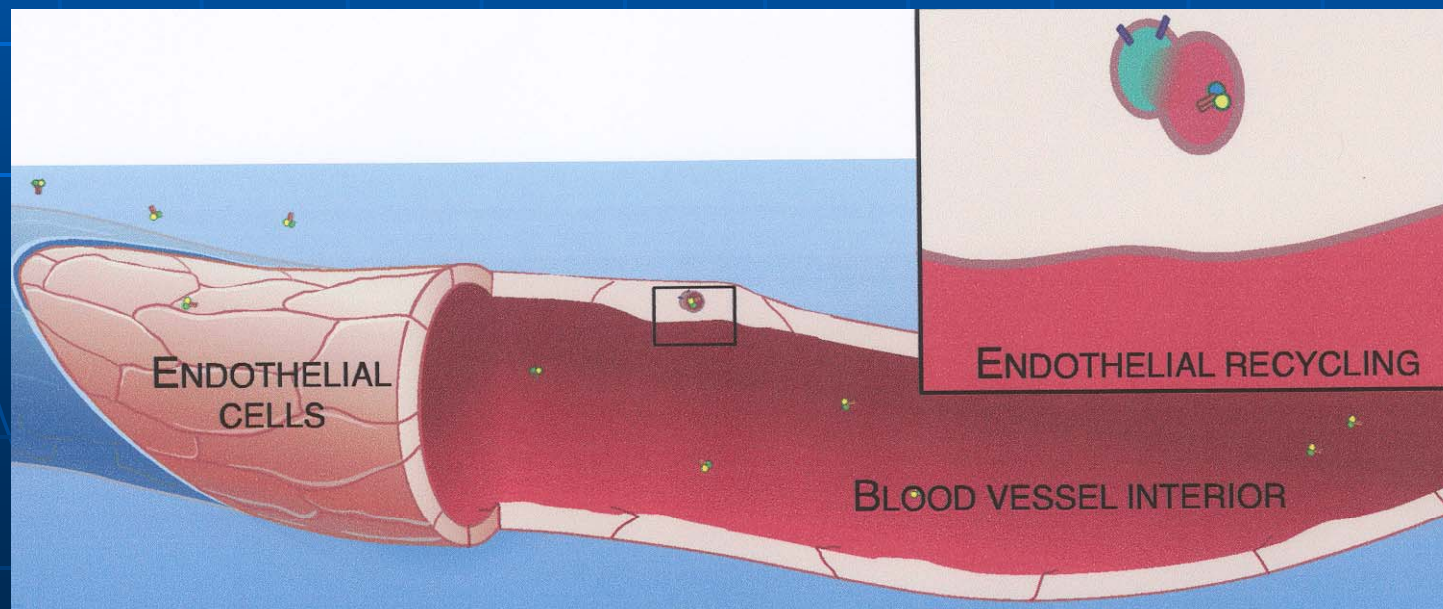 ENDOTHELIAL RECYCLING
ENDOTHELIAL
CELLS
BLOOD VESSEL INTERIOR